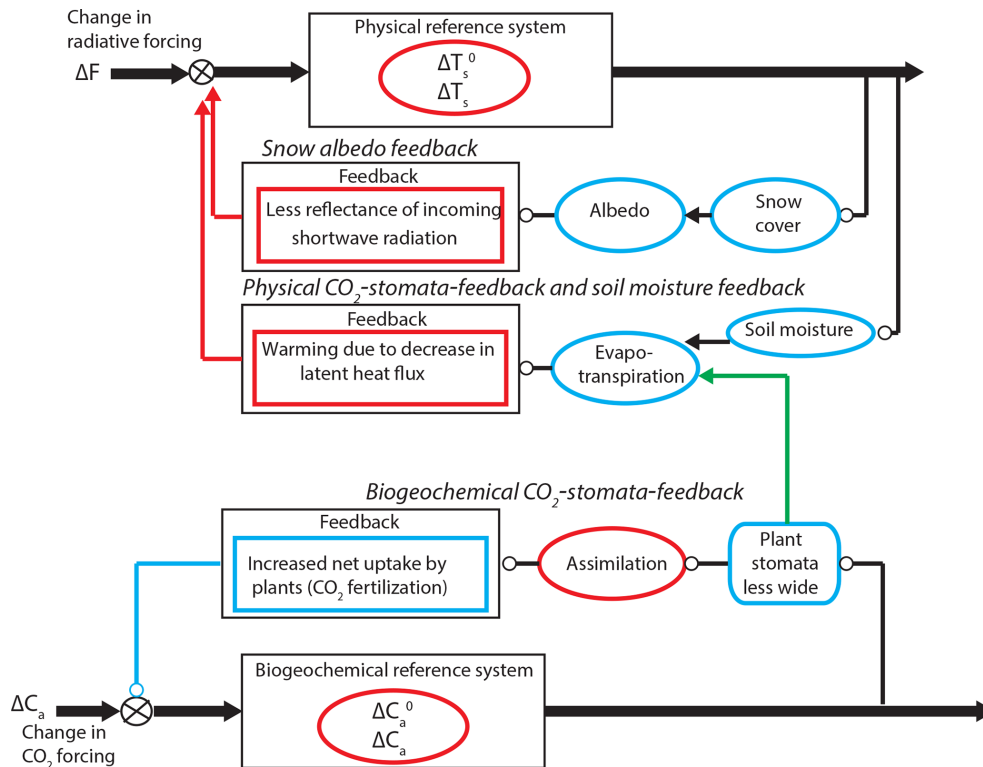 Change in
radiative forcing
ΔF
Physical reference system
ΔTₛ⁰
ΔTₛ
Snow albedo feedback
Feedback
Less reflectance of incoming
shortwave radiation
Albedo
Snow
cover
Physical CO₂-stomata-feedback and soil moisture feedback
Feedback
Warming due to decrease in
latent heat flux
Evapo-
transpiration
Soil moisture
Biogeochemical CO₂-stomata-feedback
Feedback
Increased net uptake by
plants (CO₂ fertilization)
Assimilation
Plant
stomata
less wide
Biogeochemical reference system
ΔCₐ
Change in
CO₂ forcing
ΔCₐ⁰
ΔCₐ